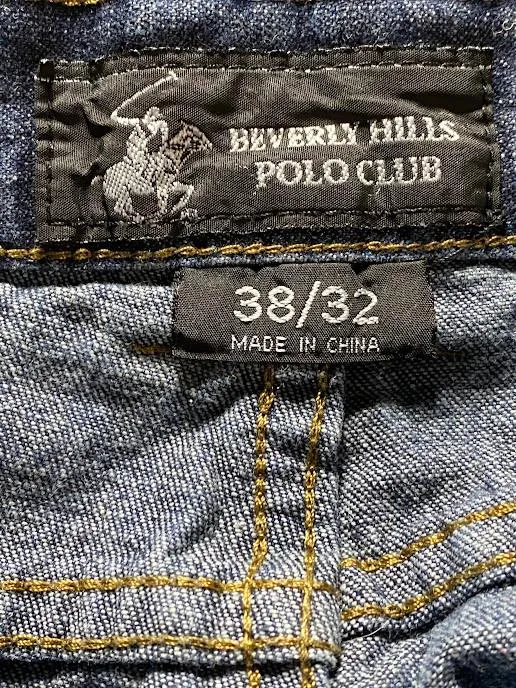 BEVERLY HILLS
POLO CLUB
38/32
MADE IN CHINA